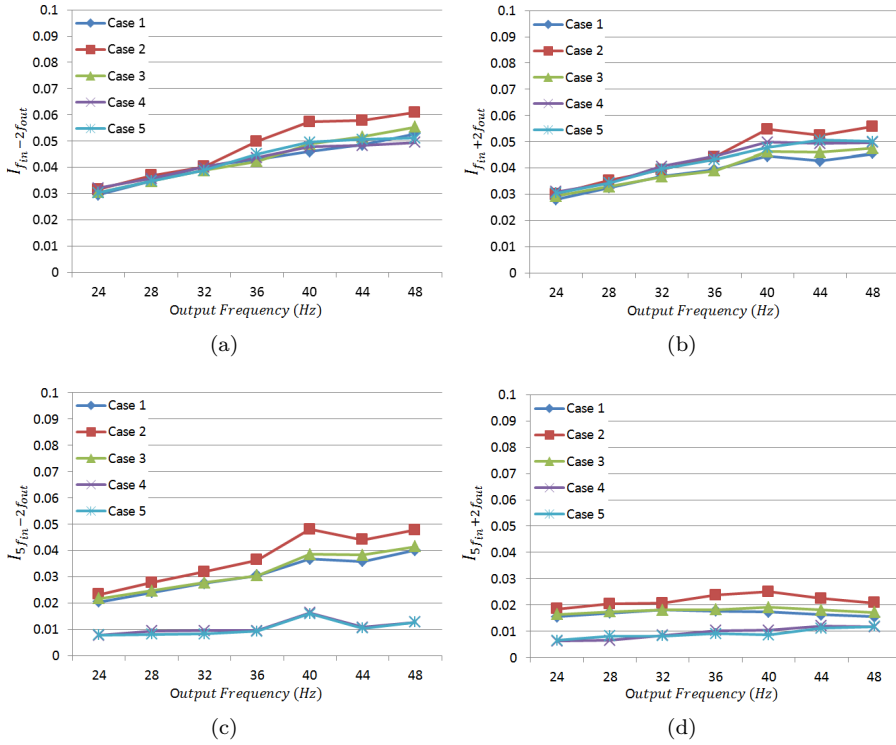 0.1
0.09
0.08
0.07
0.06
0.05
0.04
0.03
0.02
0.01
0
Case 1
Case 2
Case 3
Case 4
Case 5
I_{f_{in}−2f_{out}}
24 28 32 36 40 44 48
Output Frequency (Hz)
(a)
0.1
0.09
0.08
0.07
0.06
0.05
0.04
0.03
0.02
0.01
0
Case 1
Case 2
Case 3
Case 4
Case 5
I_{f_{in}+2f_{out}}
24 28 32 36 40 44 48
Output Frequency (Hz)
(b)
0.1
0.09
0.08
0.07
0.06
0.05
0.04
0.03
0.02
0.01
0
Case 1
Case 2
Case 3
Case 4
Case 5
I_{5f_{in}−2f_{out}}
24 28 32 36 40 44 48
Output Frequency (Hz)
(c)
0.1
0.09
0.08
0.07
0.06
0.05
0.04
0.03
0.02
0.01
0
Case 1
Case 2
Case 3
Case 4
Case 5
I_{5f_{in}+2f_{out}}
24 28 32 36 40 44 48
Output Frequency (Hz)
(d)